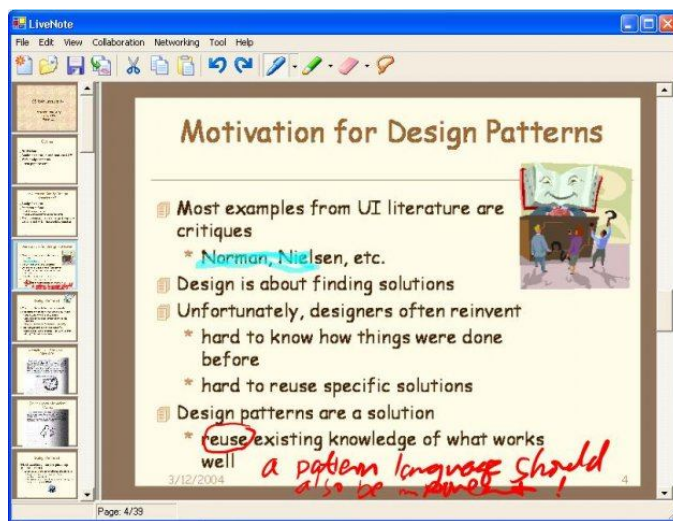 LiveNote
File Edit View Collaboration Networking Tool Help
Motivation for Design Patterns
Most examples from UI literature are
critiques
* Norman, Nielsen, etc.
Design is about finding solutions
Unfortunately, designers often reinvent
* hard to know how things were done
before
* hard to reuse specific solutions
Design patterns are a solution
* reuse existing knowledge of what works
well
a pattern language should
also be
!
3/12/2004
4
Page: 4/39